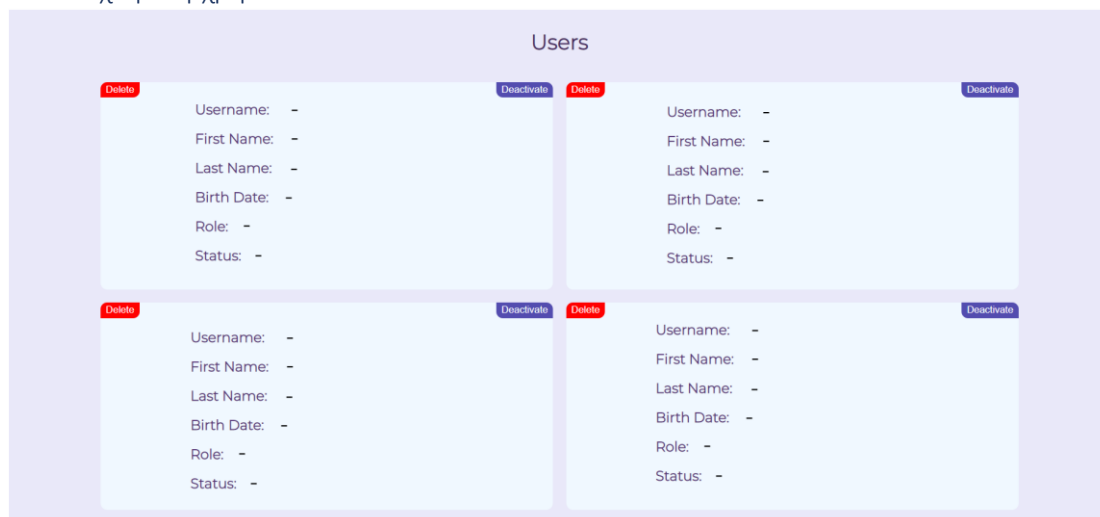 Users
Delete
Deactivate
Username: -
First Name: -
Last Name: -
Birth Date: -
Role: -
Status: -
Delete
Deactivate
Username: -
First Name: -
Last Name: -
Birth Date: -
Role: -
Status: -
Delete
Deactivate
Username: -
First Name: -
Last Name: -
Birth Date: -
Role: -
Status: -
Delete
Deactivate
Username: -
First Name: -
Last Name: -
Birth Date: -
Role: -
Status: -